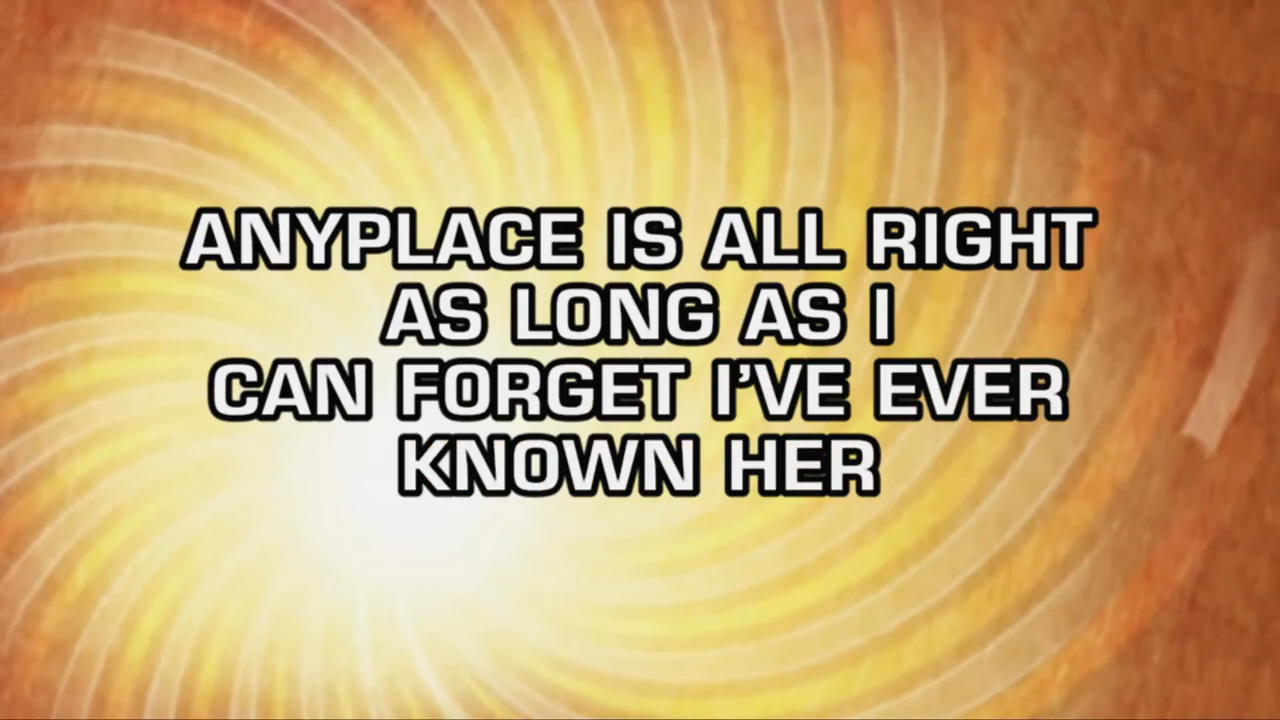 ANYPLACE IS ALL RIGHT
AS LONG AS I
CAN FORGET I'VE EVER
KNOWN HER